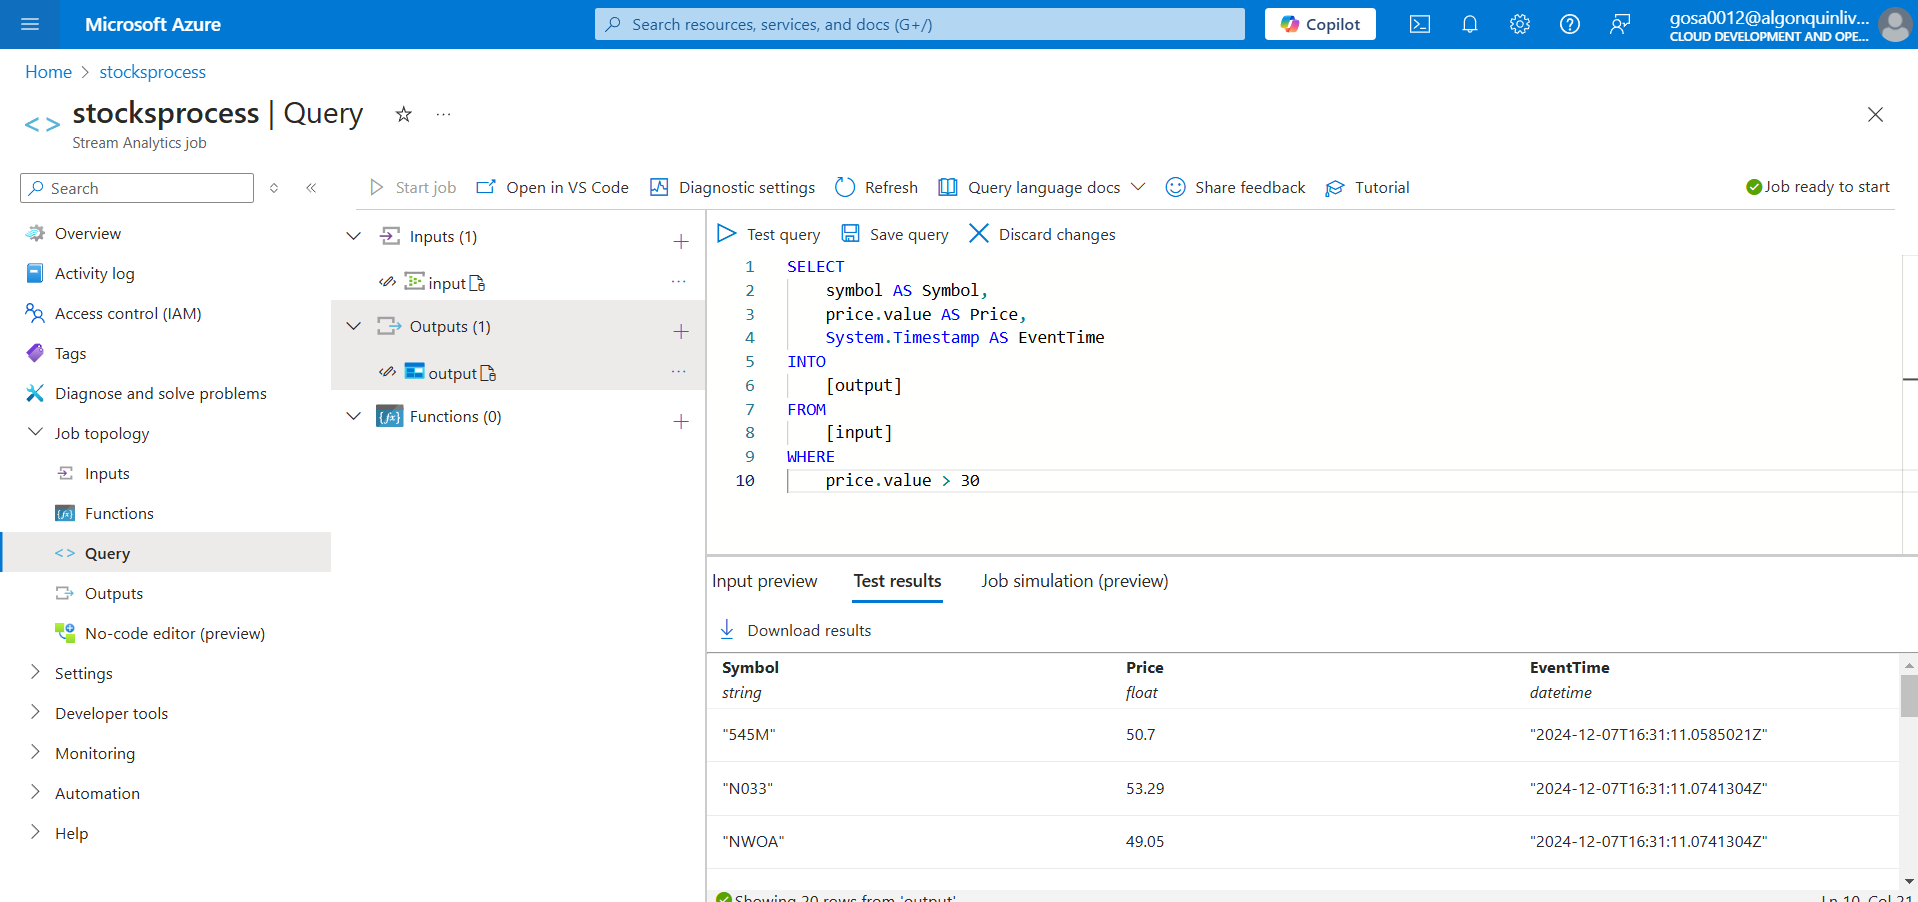 Microsoft Azure
Search resources, services, and docs (G+/)
Copilot
gosa0012@algonquinliv...
CLOUD DEVELOPMENT AND OPE...
Home > stocksprocess
stocksprocess | Query
Stream Analytics job
Search
Start job
Open in VS Code
Diagnostic settings
Refresh
Query language docs
Share feedback
Tutorial
Job ready to start
Overview
Activity log
Access control (IAM)
Tags
Diagnose and solve problems
Job topology
Inputs
Functions
Query
Outputs
No-code editor (preview)
Settings
Developer tools
Monitoring
Automation
Help
Inputs (1)
input
Outputs (1)
output
Functions (0)
Test query
Save query
Discard changes
1 SELECT
2 symbol AS Symbol,
3 price.value AS Price,
4 System.Timestamp AS EventTime
5 INTO
6 [output]
7 FROM
8 [input]
9 WHERE
10 price.value > 30
Input preview
Test results
Job simulation (preview)
Download results
Symbol Price EventTime
string float datetime
"545M" 50.7 "2024-12-07T16:31:11.0585021Z"
"N033" 53.29 "2024-12-07T16:31:11.0741304Z"
"NWOA" 49.05 "2024-12-07T16:31:11.0741304Z"
Showing 20 rows from 'output'.
Ln 10, Col 21